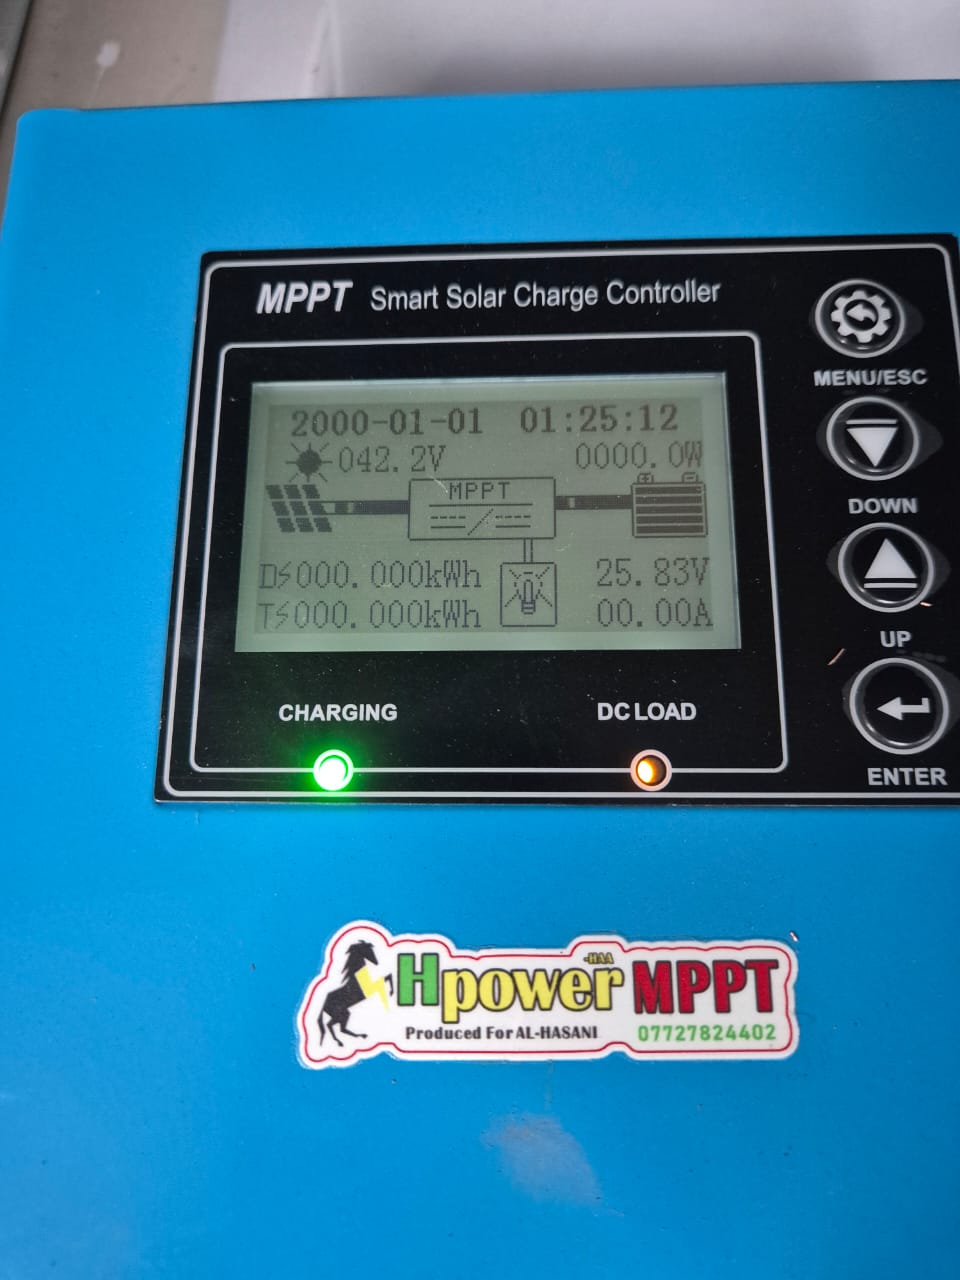 MPPT Smart Solar Charge Controller
2000-01-01 01:25:12
042.2V 0000.0W
MPPT
D⚡000.000kWh 25.83V
T⚡000.000kWh 00.00A
CHARGING DC LOAD
MENU/ESC
DOWN
UP
ENTER
-HAA
Hpower MPPT
Produced For AL-HASANI 07727824402